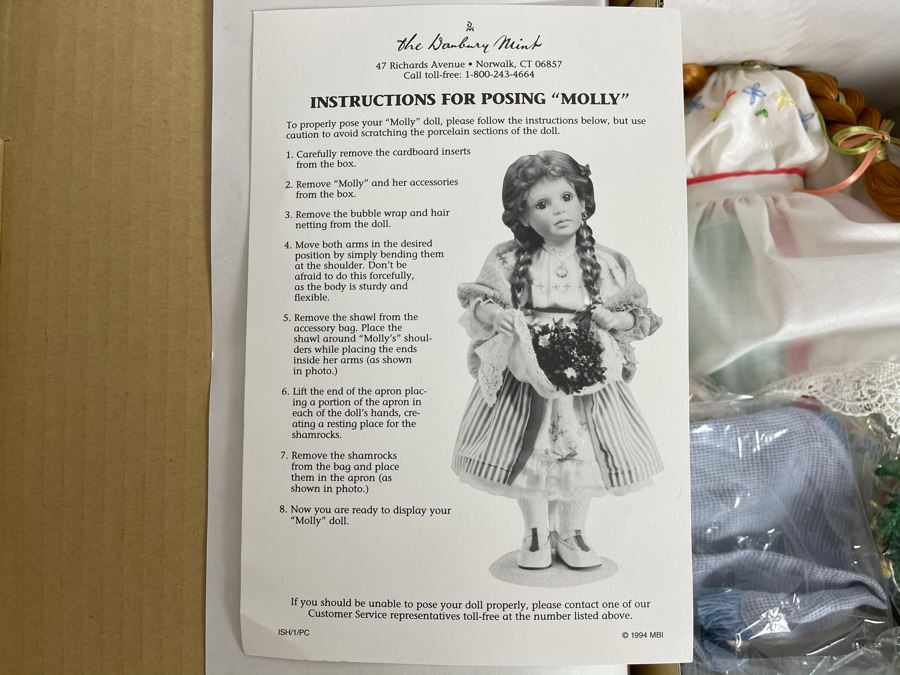 The Danbury Mint
47 Richards Avenue • Norwalk, CT 06857
Call toll-free: 1-800-243-4664
INSTRUCTIONS FOR POSING “MOLLY”
To properly pose your “Molly” doll, please follow the instructions below, but use
caution to avoid scratching the porcelain sections of the doll.
1. Carefully remove the cardboard inserts
from the box.
2. Remove “Molly” and her accessories
from the box.
3. Remove the bubble wrap and hair
netting from the doll.
4. Move both arms in the desired
position by simply bending them
at the shoulder. Don’t be
afraid to do this forcefully,
as the body is sturdy and
flexible.
5. Remove the shawl from the
accessory bag. Place the
shawl around “Molly’s” shoul-
ders while placing the ends
inside her arms (as shown
in photo.)
6. Lift the end of the apron plac-
ing a portion of the apron in
each of the doll’s hands, cre-
ating a resting place for the
shamrocks.
7. Remove the shamrocks
from the bag and place
them in the apron (as
shown in photo.)
8. Now you are ready to display your
“Molly” doll.
If you should be unable to pose your doll properly, please contact one of our
Customer Service representatives toll-free at the number listed above.
ISH/1/PC
© 1994 MBI